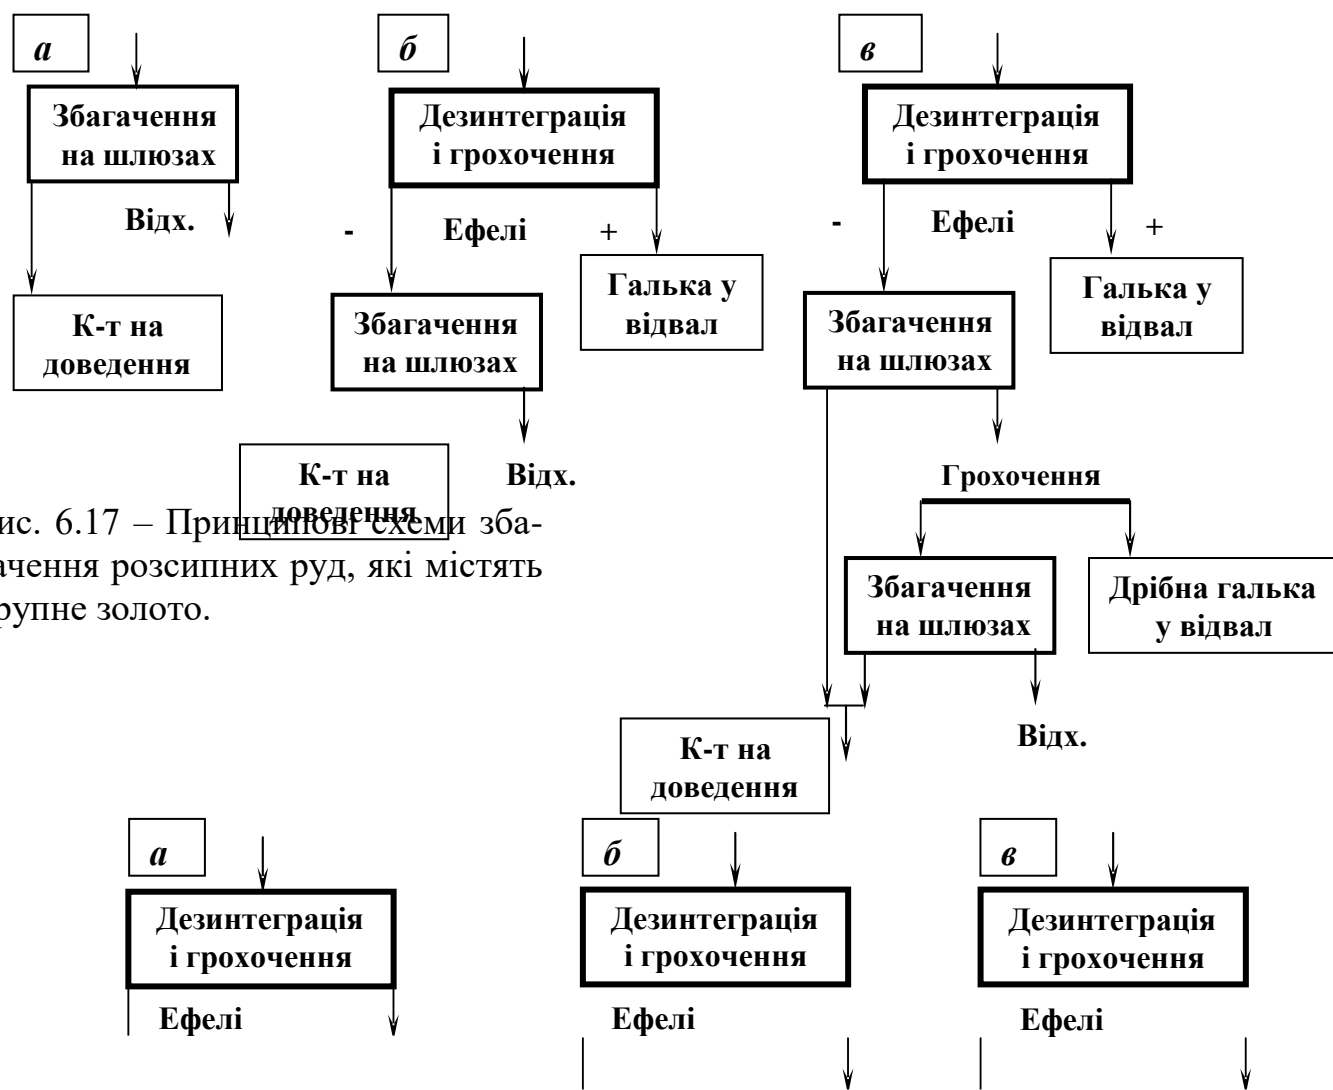 а
Збагачення
на шлюзах
Відх.
К-т на
доведення
б
Дезинтеграція
і грохочення
-
Ефелі
+
Галька у
відвал
Збагачення
на шлюзах
К-т на
доведення
Відх.
в
Дезинтеграція
і грохочення
-
Ефелі
+
Галька у
відвал
Збагачення
на шлюзах
Грохочення
Збагачення
на шлюзах
Дрібна галька
у відвал
Відх.
К-т на
доведення
ис. 6.17 – Принципові схеми зба-
ачення розсипних руд, які містять
рупне золото.
а
Дезинтеграція
і грохочення
Ефелі
б
Дезинтеграція
і грохочення
Ефелі
в
Дезинтеграція
і грохочення
Ефелі